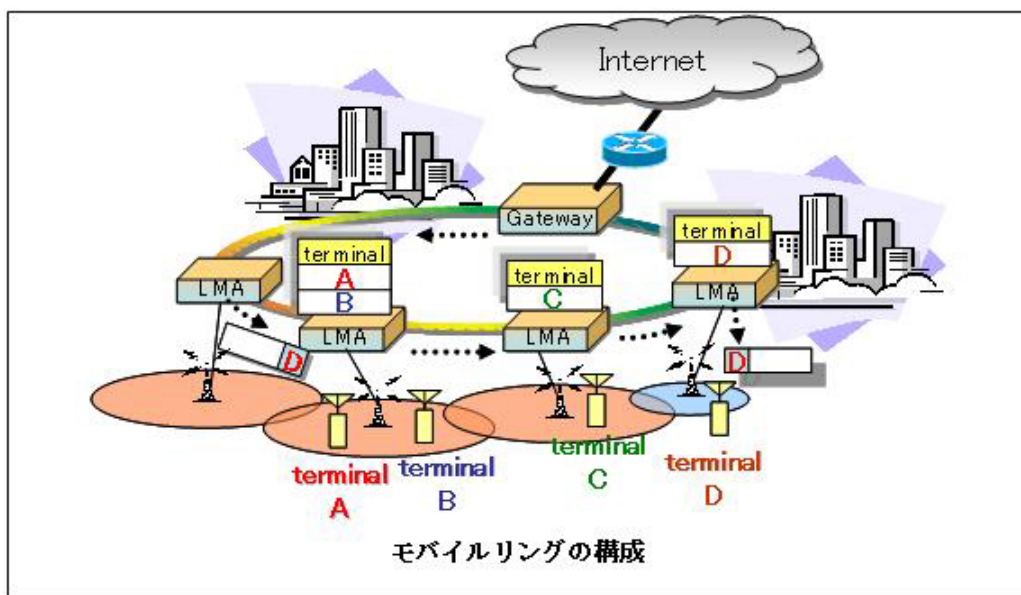 Internet
Gateway
terminal
D
terminal
A
B
terminal
C
LMA
LMA
LMA
LMA
D
D
terminal
A
terminal
B
terminal
C
terminal
D
モバイルリングの構成